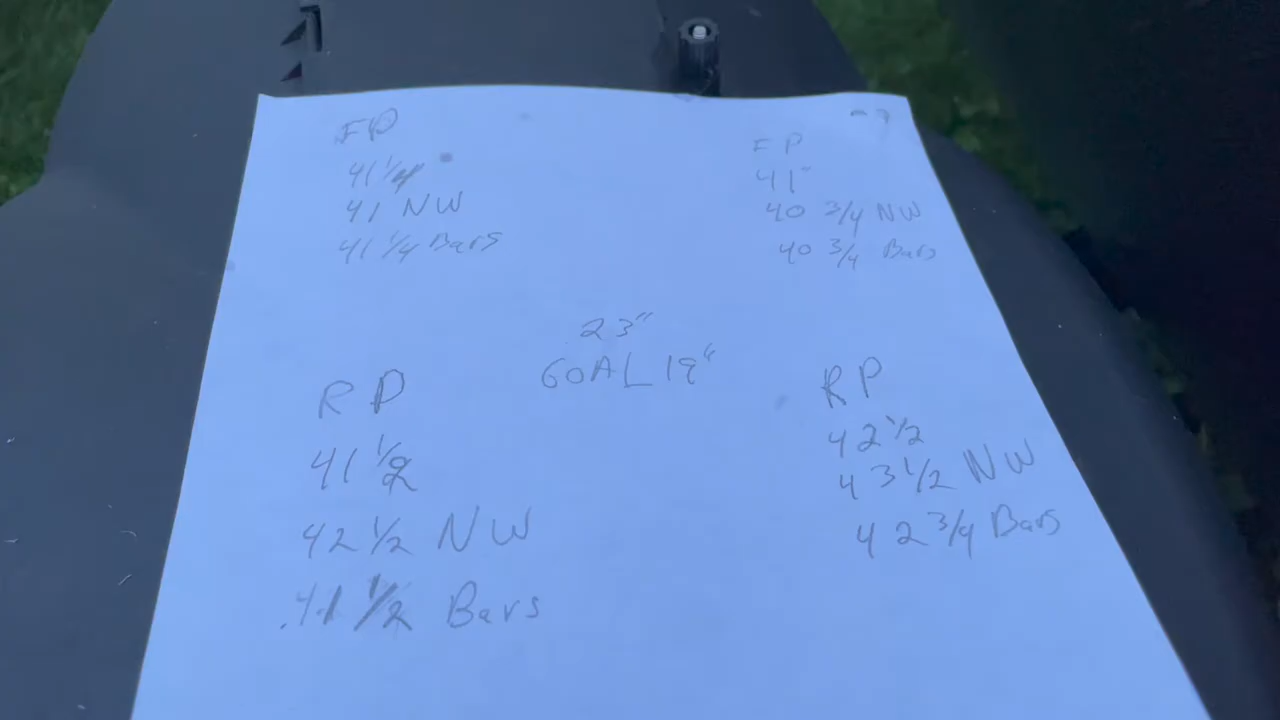 FP
41 1/4
41 NW
41 1/4 Bars
FP
41"
40 3/4 NW
40 3/4 Bars
23"
GOAL 19"
RP
41 1/2
42 1/2 NW
41 1/2 Bars
RP
42 1/2
43 1/2 NW
42 3/4 Bars